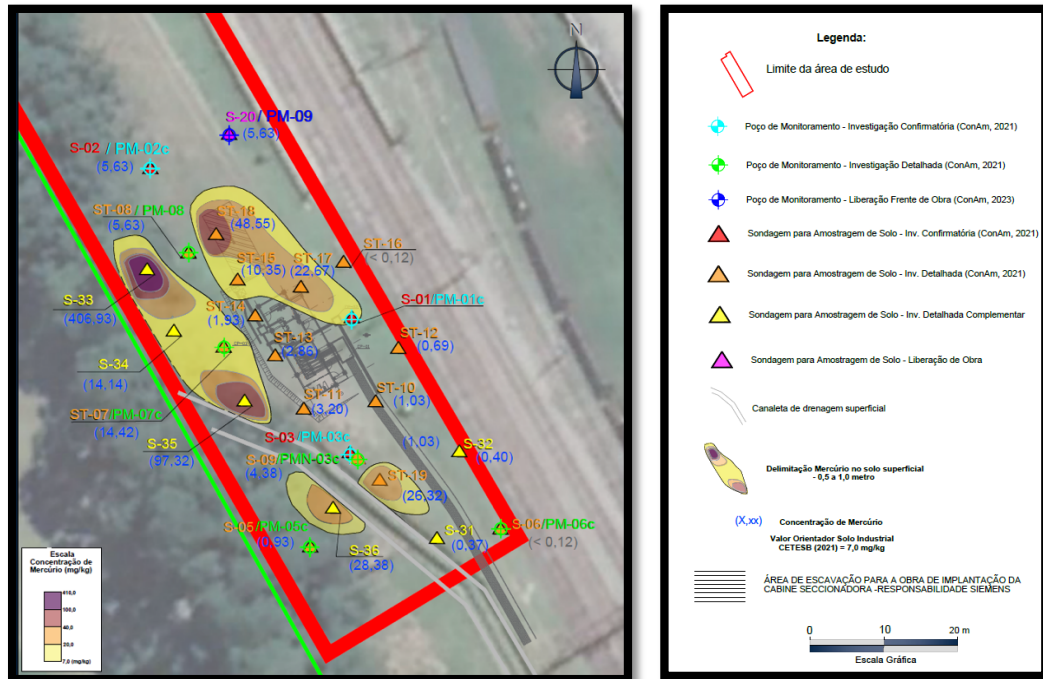 N
S-20/ PM-09
(5,63)
S-02 / PM-02c
(5,63)
ST-08/ PM-08
(5,63)
ST-18
(48,55)
ST-16
(< 0,12)
ST-15
(10,35)
ST-17
(22,67)
S-33
(406,93)
ST-14
(1,93)
S-01/PM-01c
ST-13
(2,86)
ST-12
(0,69)
S-34
(14,14)
ST-11
(3,20)
ST-10
(1,03)
ST-07/PM-07c
(14,42)
S-35
(97,32)
S-03 /PM-03c
(1,03)
S-32
(0,40)
S-09/PMN-03c
(4,38)
ST-19
(26,32)
S-05/PM-05c
(0,93)
S-36
(28,38)
S-31
(0,37)
S-06/PM-06c
(< 0,12)
Escala
Concentração de
Mercúrio (mg/kg)
410,0
100,0
40,0
20,0
7,0 (mg/kg)
Legenda:
Limite da área de estudo
Poço de Monitoramento - Investigação Confirmatória (ConAm, 2021)
Poço de Monitoramento - Investigação Detalhada (ConAm, 2021)
Poço de Monitoramento - Liberação Frente de Obra (ConAm, 2023)
Sondagem para Amostragem de Solo - Inv. Confirmatória (ConAm, 2021)
Sondagem para Amostragem de Solo - Inv. Detalhada (ConAm, 2021)
Sondagem para Amostragem de Solo - Inv. Detalhada Complementar
Sondagem para Amostragem de Solo - Liberação de Obra
Canaleta de drenagem superficial
Delimitação Mercúrio no solo superficial
- 0,5 a 1,0 metro
(X,xx) Concentração de Mercúrio
Valor Orientador Solo Industrial
CETESB (2021) = 7,0 mg/kg
ÁREA DE ESCAVAÇÃO PARA A OBRA DE IMPLANTAÇÃO DA
CABINE SECCIONADORA -RESPONSABILIDADE SIEMENS
0 10 20 m
Escala Gráfica